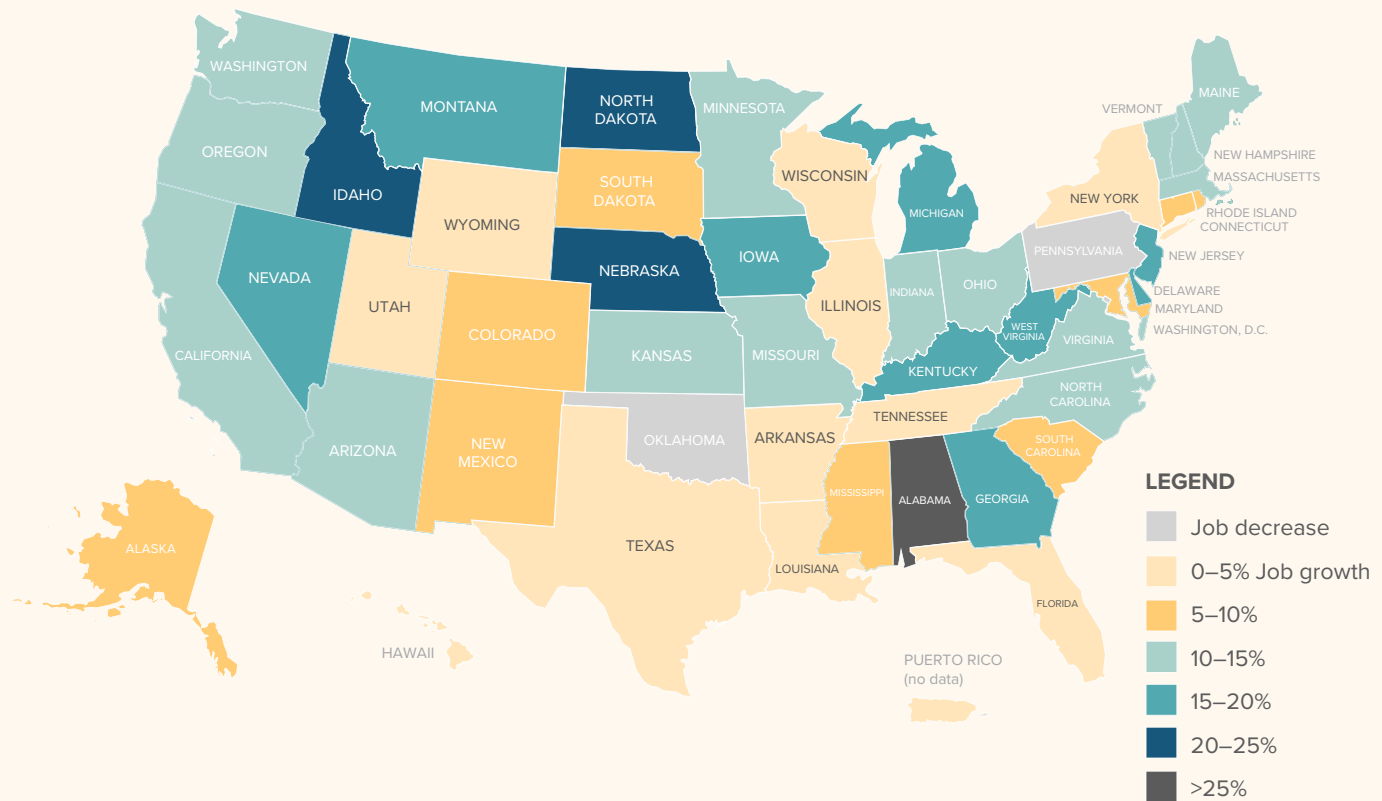 WASHINGTON
MAINE
VERMONT
MONTANA
NORTH
DAKOTA
MINNESOTA
OREGON
NEW HAMPSHIRE
MASSACHUSETTS
WISCONSIN
IDAHO
SOUTH
DAKOTA
NEW YORK
MICHIGAN
RHODE ISLAND
CONNECTICUT
WYOMING
PENNSYLVANIA
NEW JERSEY
IOWA
NEBRASKA
NEVADA
OHIO
INDIANA
DELAWARE
UTAH
ILLINOIS
MARYLAND
COLORADO
WEST
VIRGINIA
WASHINGTON, D.C.
VIRGINIA
CALIFORNIA
KANSAS
MISSOURI
KENTUCKY
NORTH
CAROLINA
TENNESSEE
ARIZONA
NEW
MEXICO
OKLAHOMA
ARKANSAS
SOUTH
CAROLINA
MISSISSIPPI
ALABAMA
GEORGIA
TEXAS
ALASKA
LOUISIANA
FLORIDA
HAWAII
PUERTO RICO
(no data)
LEGEND
Job decrease
0–5% Job growth
5–10%
10–15%
15–20%
20–25%
>25%